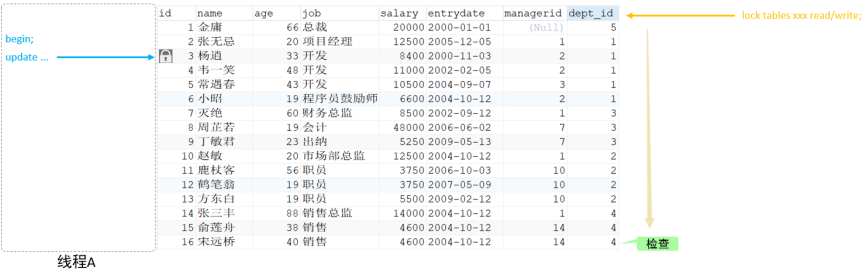 id name age job salary entrydate managerid dept_id
lock tables xxx read/write;
1 金庸 66 总裁 20000 2000-01-01 (Null) 5
begin;
2 张无忌 20 项目经理 12500 2005-12-05 1 1
update ...
3 杨逍 33 开发 8400 2000-11-03 2 1
4 韦一笑 48 开发 11000 2002-02-05 2 1
5 常遇春 43 开发 10500 2004-09-07 3 1
6 小昭 19 程序员鼓励师 6600 2004-10-12 2 1
7 灭绝 60 财务总监 8500 2002-09-12 1 3
8 周芷若 19 会计 48000 2006-06-02 7 3
9 丁敏君 23 出纳 5250 2009-05-13 7 3
10 赵敏 20 市场部总监 12500 2004-10-12 1 2
11 鹿杖客 56 职员 3750 2006-10-03 10 2
12 鹤笔翁 19 职员 3750 2007-05-09 10 2
13 方东白 19 职员 5500 2009-02-12 10 2
14 张三丰 88 销售总监 14000 2004-10-12 1 4
15 俞莲舟 38 销售 4600 2004-10-12 14 4
16 宋远桥 40 销售 4600 2004-10-12 14 4
检查
线程A